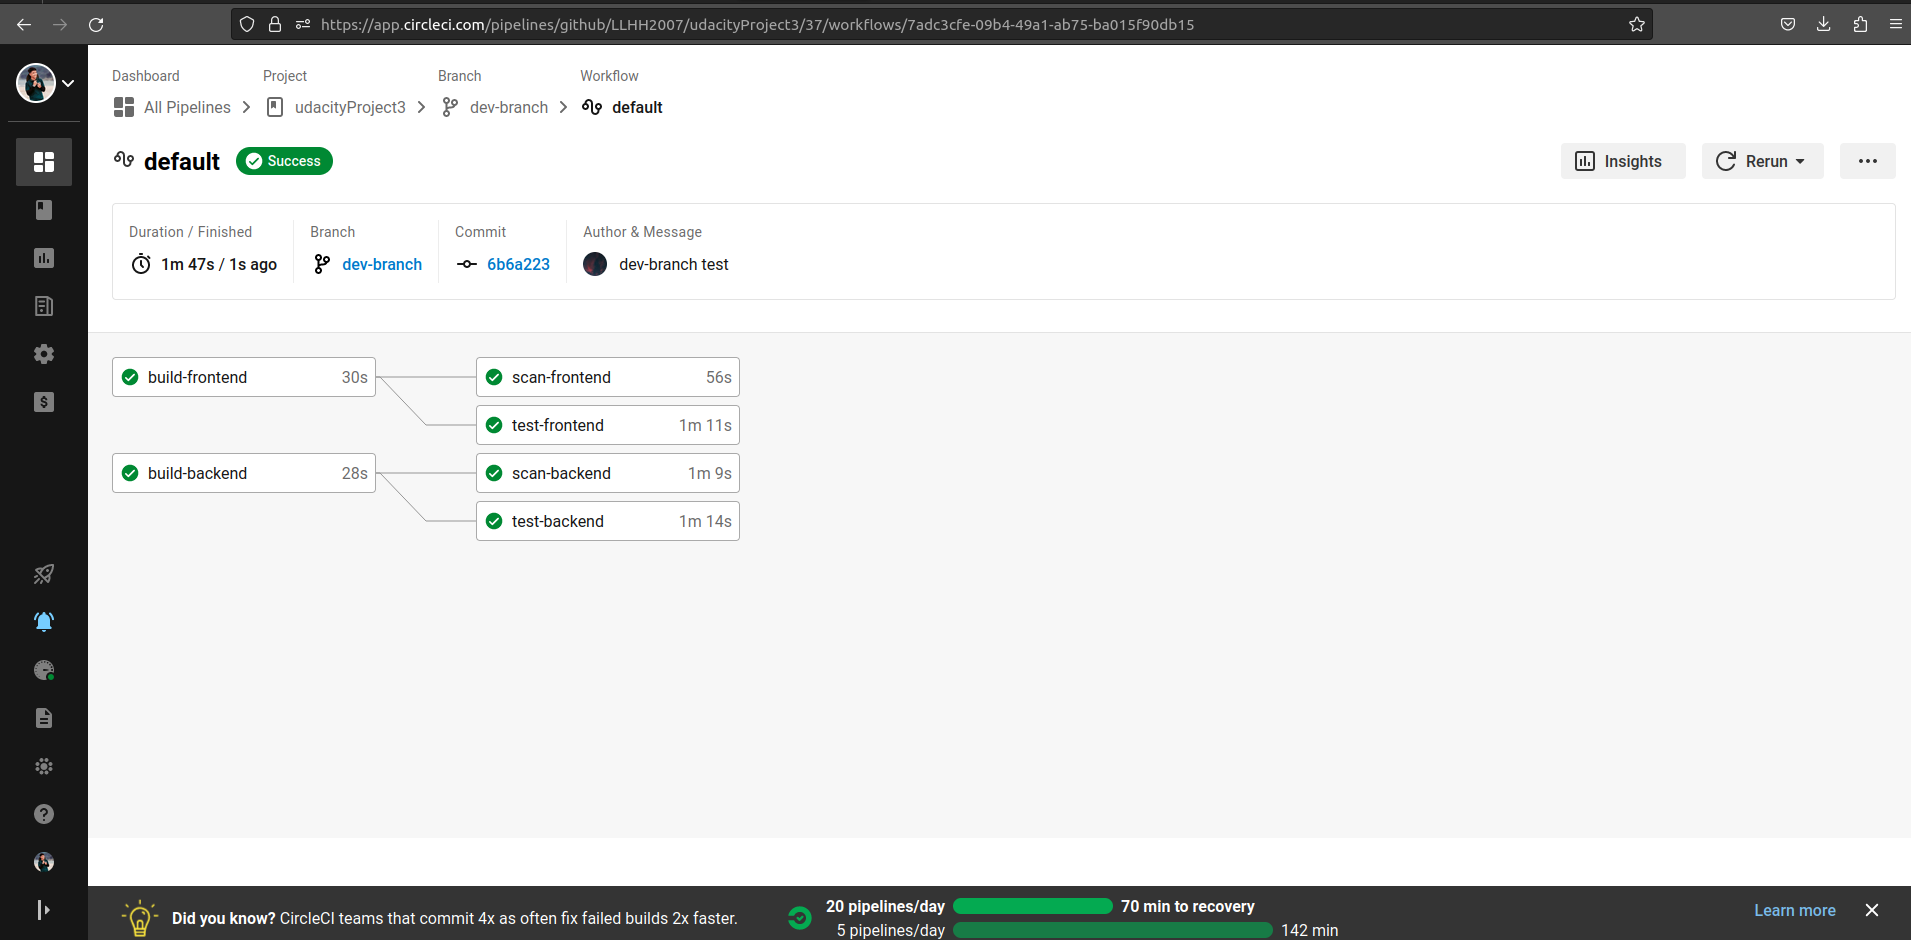 https://app.circleci.com/pipelines/github/LLHH2007/udacityProject3/37/workflows/7adc3cfe-09b4-49a1-ab75-ba015f90db15
Dashboard Project Branch Workflow
All Pipelines udacityProject3 dev-branch default
default Success Insights Rerun
Duration / Finished Branch Commit Author & Message
1m 47s / 1s ago dev-branch 6b6a223 dev-branch test
build-frontend 30s scan-frontend 56s
test-frontend 1m 11s
build-backend 28s scan-backend 1m 9s
test-backend 1m 14s
Did you know? CircleCI teams that commit 4x as often fix failed builds 2x faster.
20 pipelines/day 70 min to recovery
5 pipelines/day 142 min
Learn more